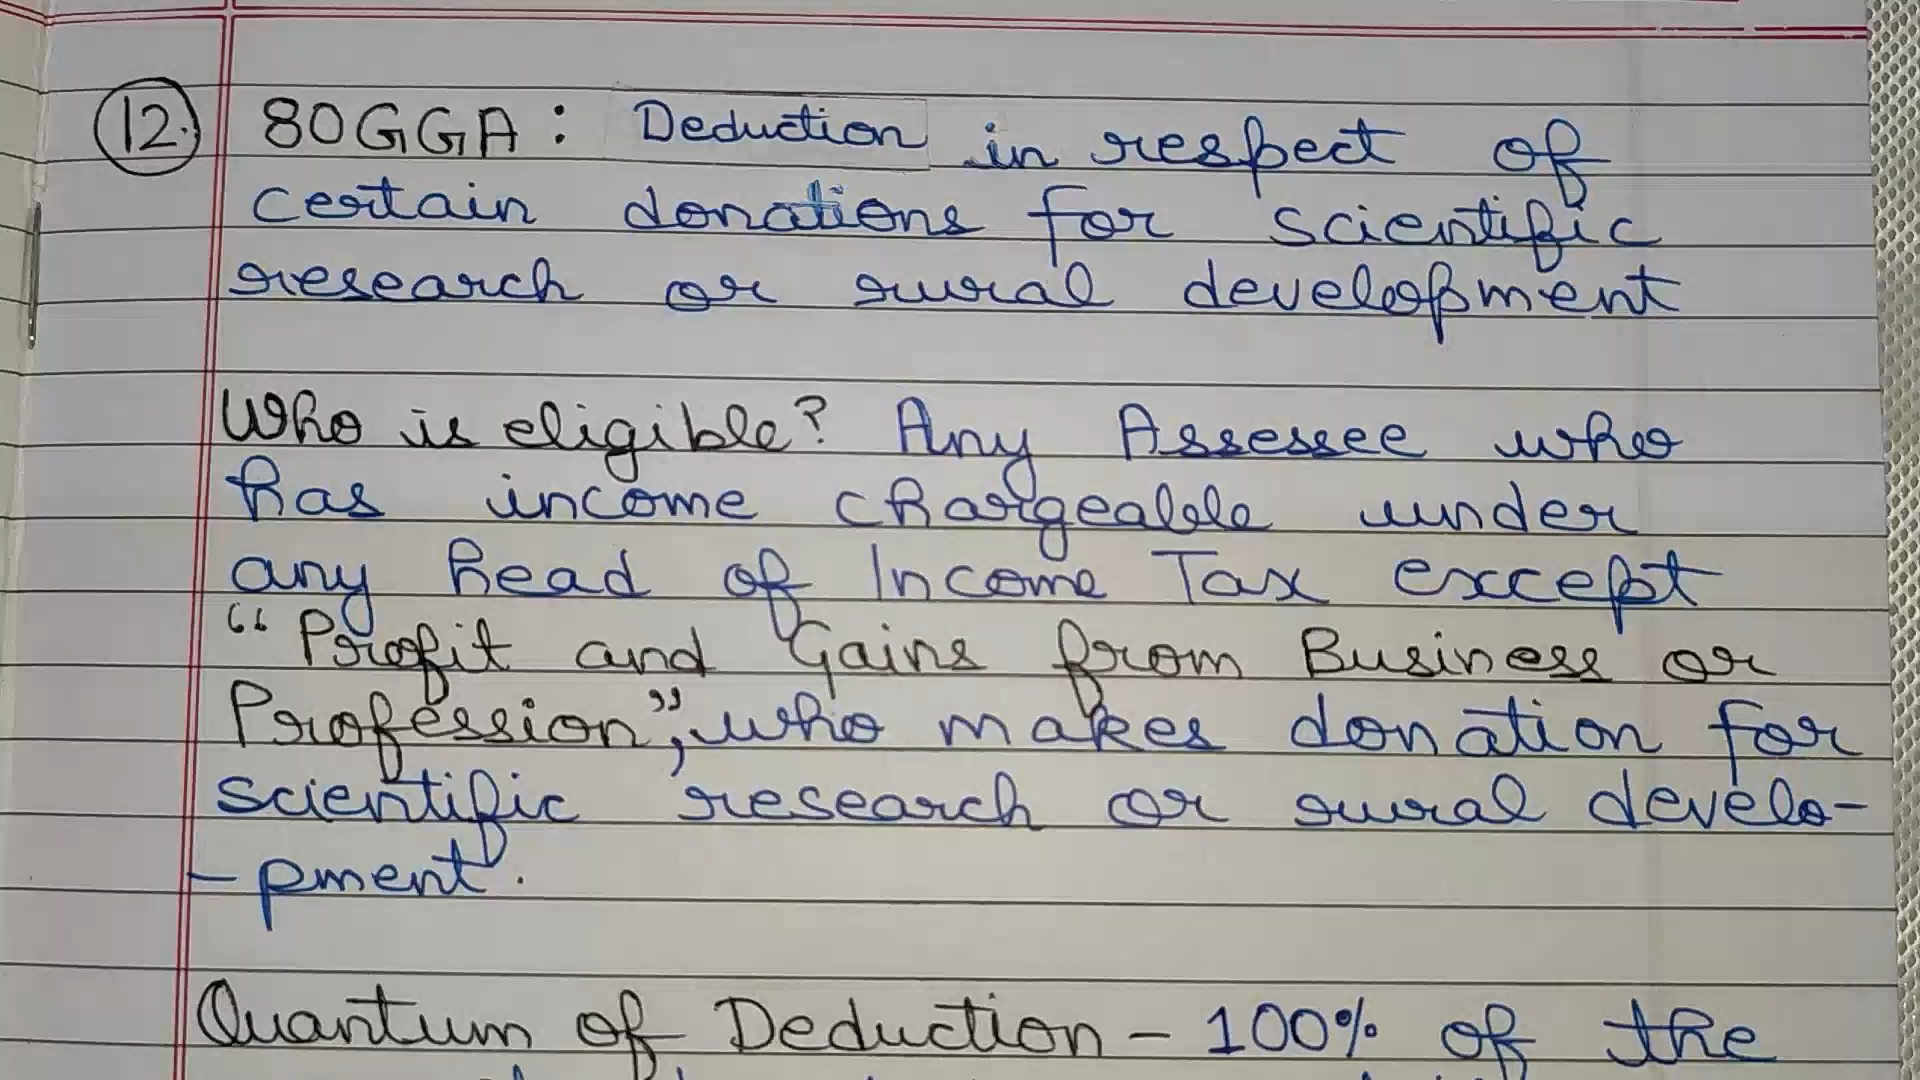 12. 80GGA: Deduction in respect of
certain donations for scientific
research or rural development
Who is eligible? Any Assessee who
has income chargeable under
any head of Income Tax except
“Profit and Gains from Business or
Profession”, who makes donation for
scientific research or rural develo-
-pment.
Quantum of Deduction - 100% of the